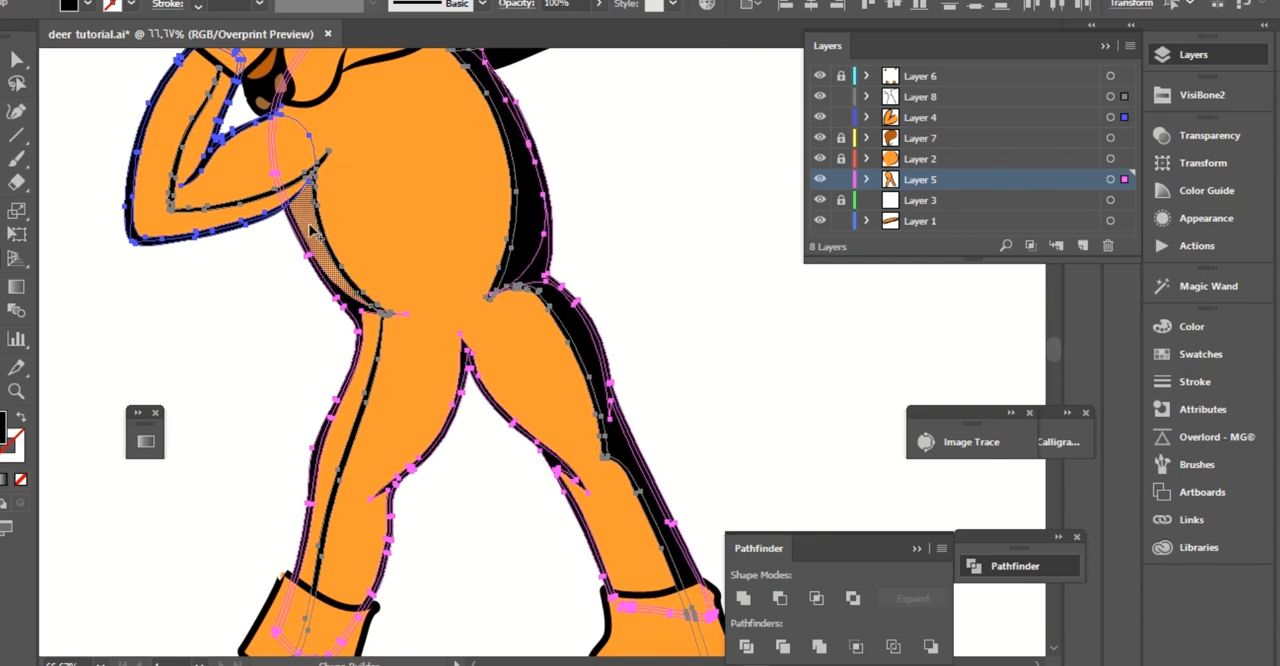 Stroke:
Basic
Opacity: 100%
Style:
Transform
deer tutorial.ai* @ ٦٦.٦٧% (RGB/Overprint Preview) ×
Layers
Layer 6
Layer 8
Layer 4
Layer 7
Layer 2
Layer 5
Layer 3
Layer 1
8 Layers
Layers
VisiBone2
Transparency
Transform
Color Guide
Appearance
Actions
Magic Wand
Color
Swatches
Stroke
Attributes
Overlord - MG®
Brushes
Artboards
Links
Libraries
Image Trace
Calligra...
Pathfinder
Shape Modes:
Expand
Pathfinders:
Pathfinder
66.67%
1
Shape Builder